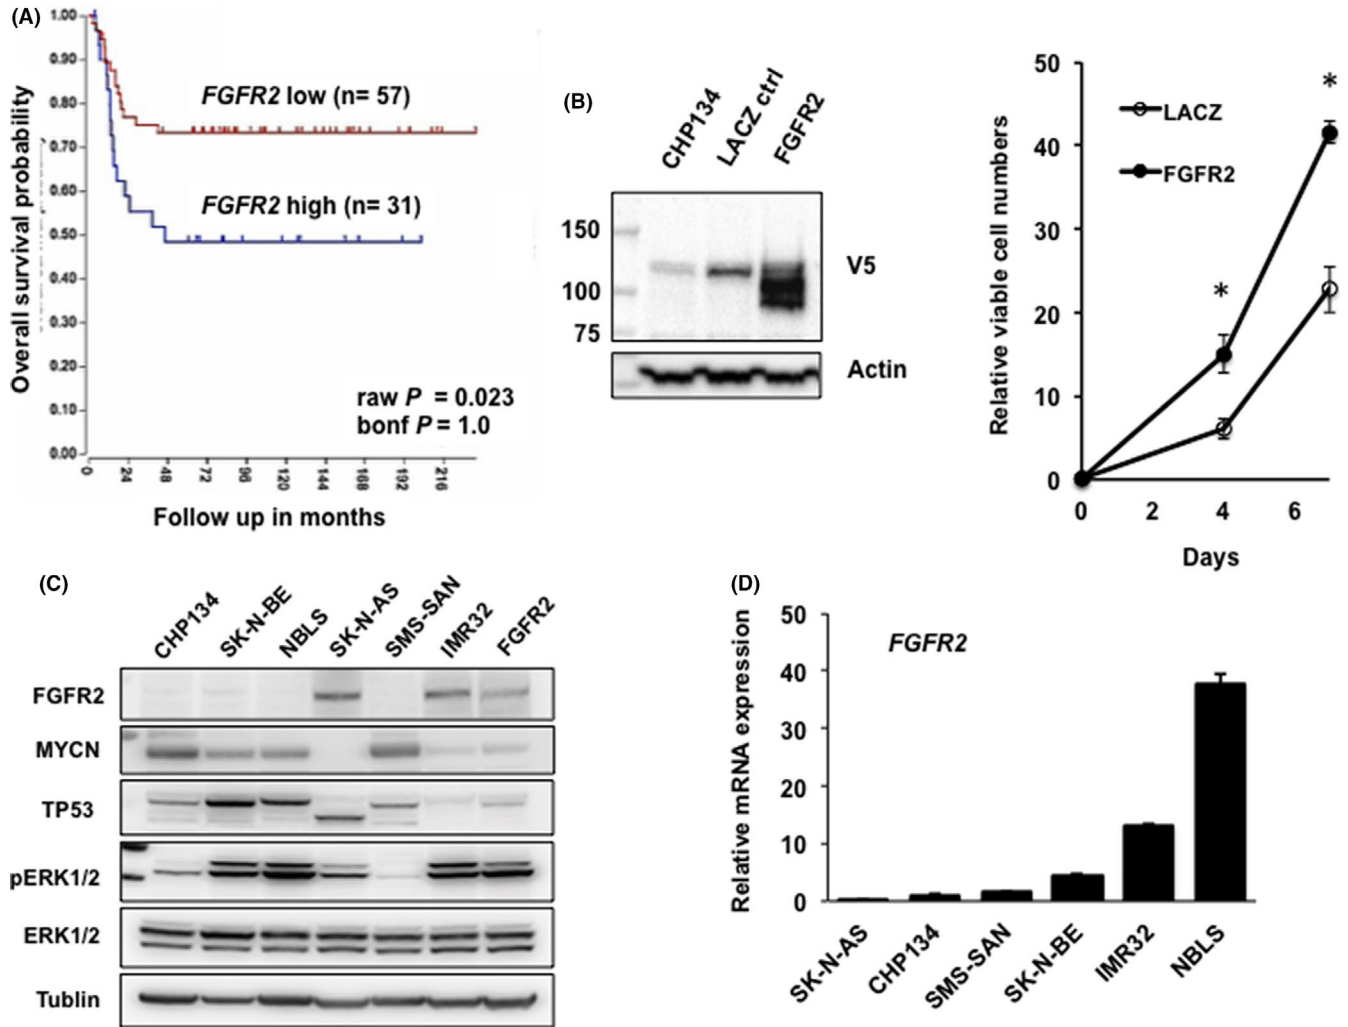 (A)
1.00
0.90
0.80
0.70
0.60
0.50
0.40
0.30
0.20
0.10
0.00
Overall survival probability
FGFR2 low (n= 57)
FGFR2 high (n= 31)
raw P = 0.023
bonf P = 1.0
0 24 48 72 96 120 144 168 192 216
Follow up in months
(B)
CHP134 LACZ ctrl FGFR2
150
100
75
V5
Actin
50
40
30
20
10
0
Relative viable cell numbers
LACZ
FGFR2
*
*
0 2 4 6
Days
(C)
CHP134 SK-N-BE NBLS SK-N-AS SMS-SAN IMR32 FGFR2
FGFR2
MYCN
TP53
pERK1/2
ERK1/2
Tublin
(D)
50
40
30
20
10
0
Relative mRNA expression
FGFR2
SK-N-AS CHP134 SMS-SAN SK-N-BE IMR32 NBLS